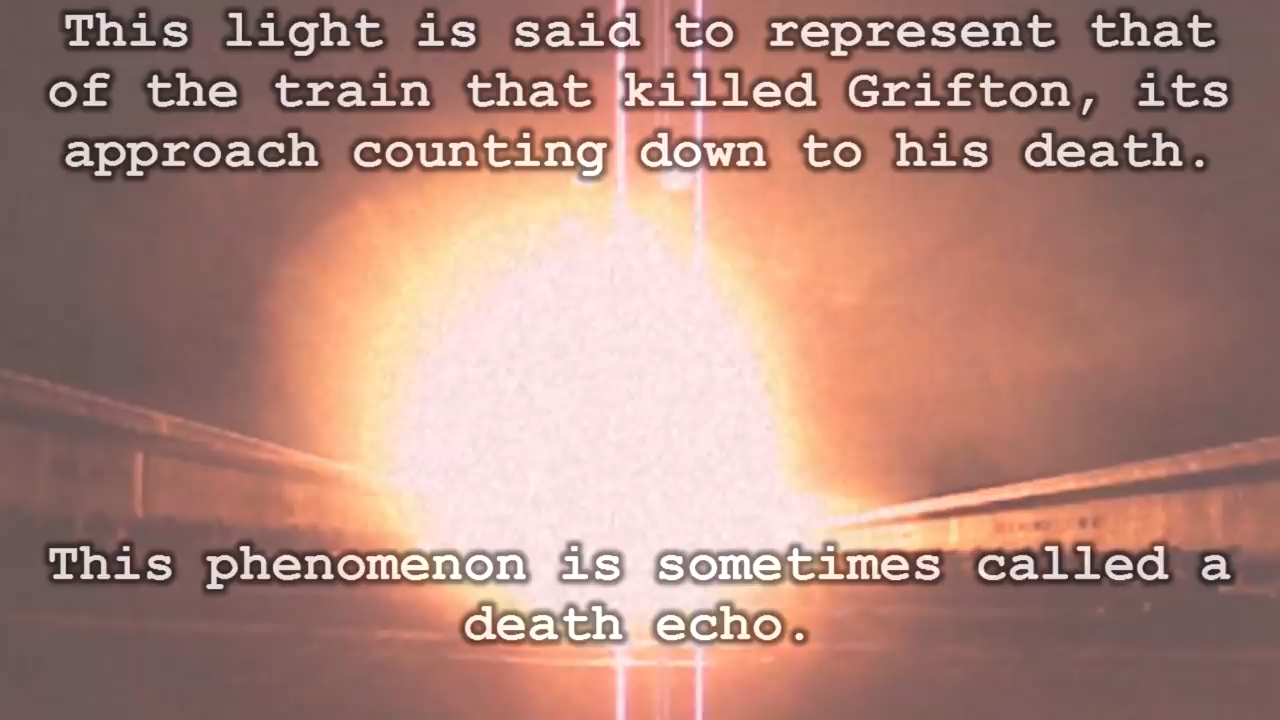 This light is said to represent that
of the train that killed Grifton, its
approach counting down to his death.
This phenomenon is sometimes called a
death echo.